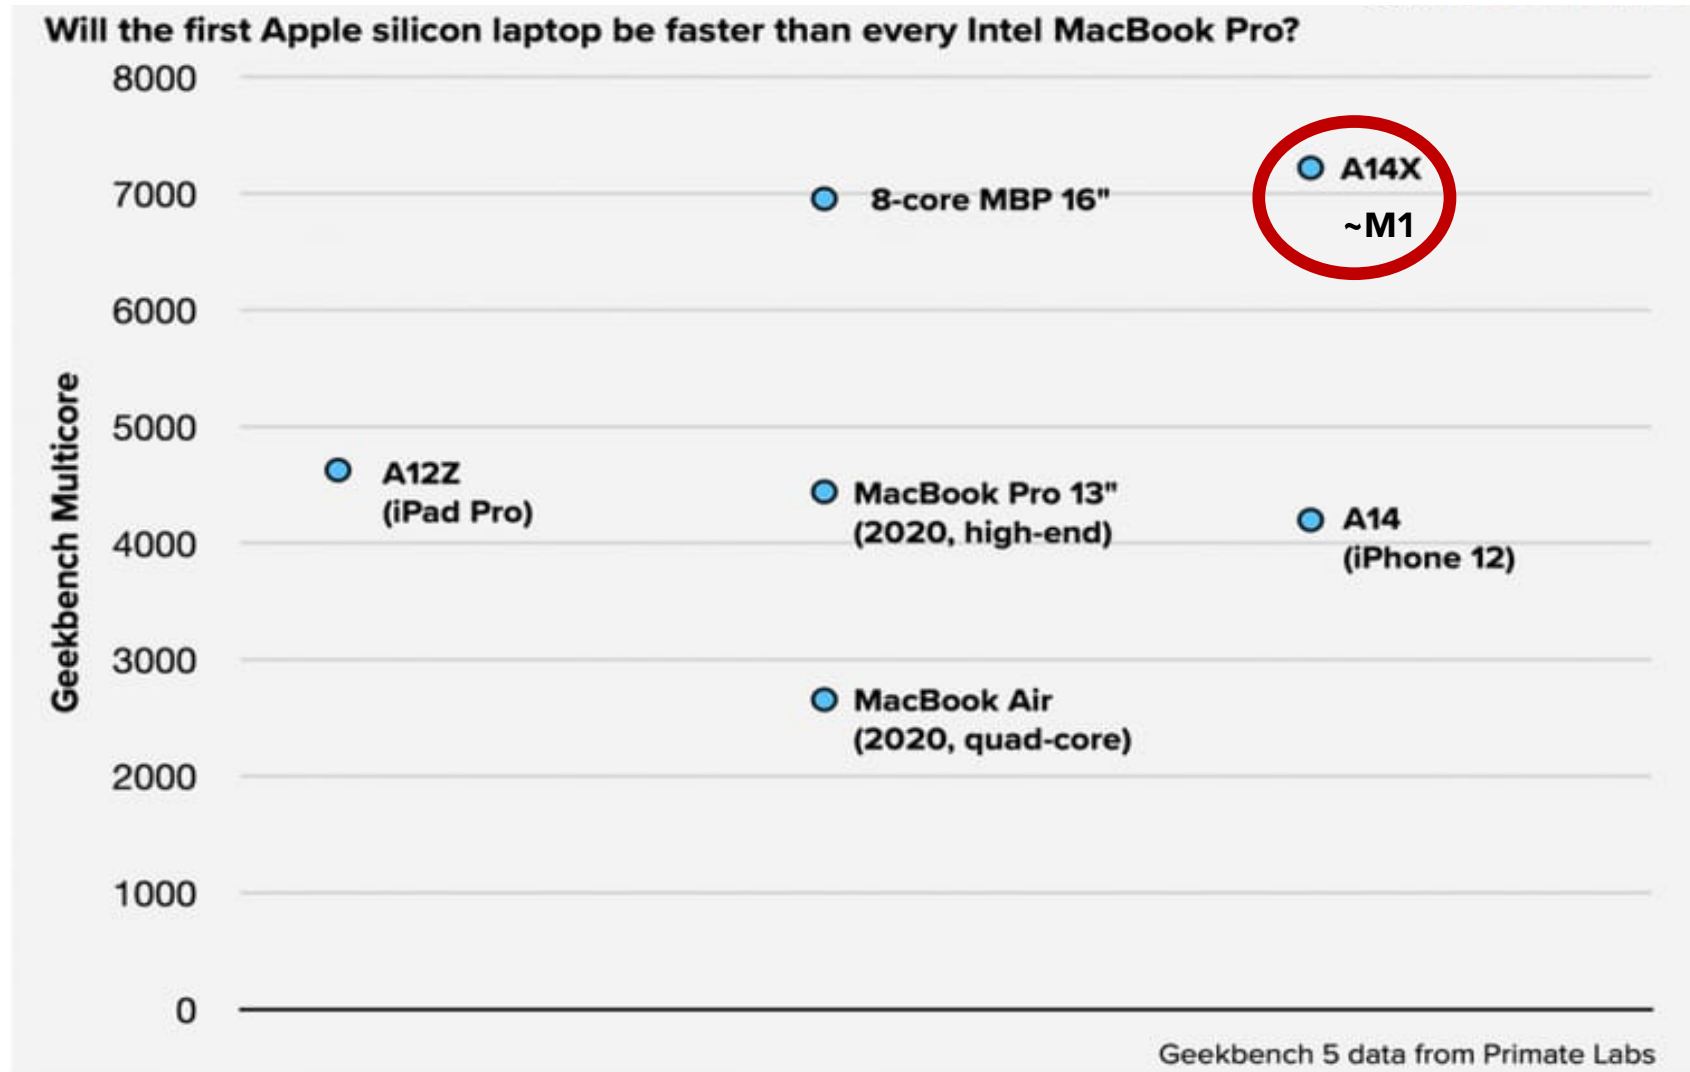 Will the first Apple silicon laptop be faster than every Intel MacBook Pro?
8000
7000
6000
5000
4000
3000
2000
1000
0
Geekbench Multicore
A14X
~M1
8-core MBP 16"
A12Z
(iPad Pro)
MacBook Pro 13"
(2020, high-end)
A14
(iPhone 12)
MacBook Air
(2020, quad-core)
Geekbench 5 data from Primate Labs